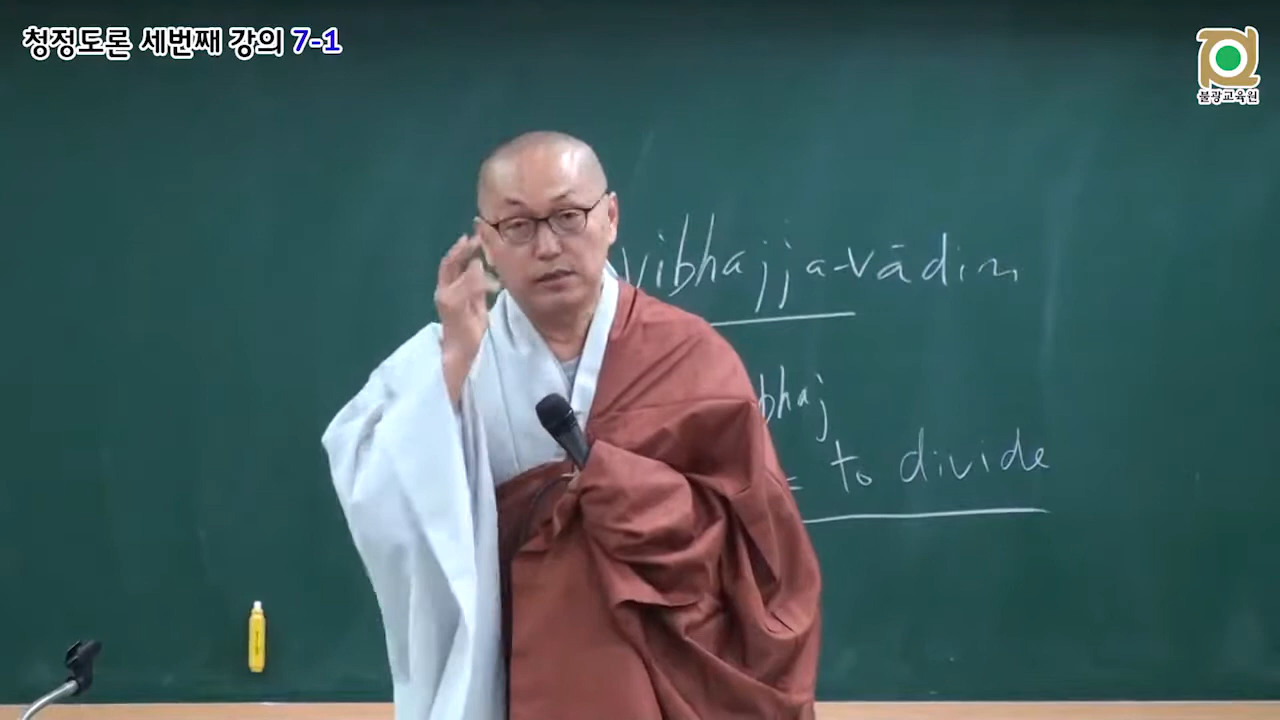 청정도론 세번째 강의 7-1
불광교육원
vibhajja-vādin
bhaj
= to divide